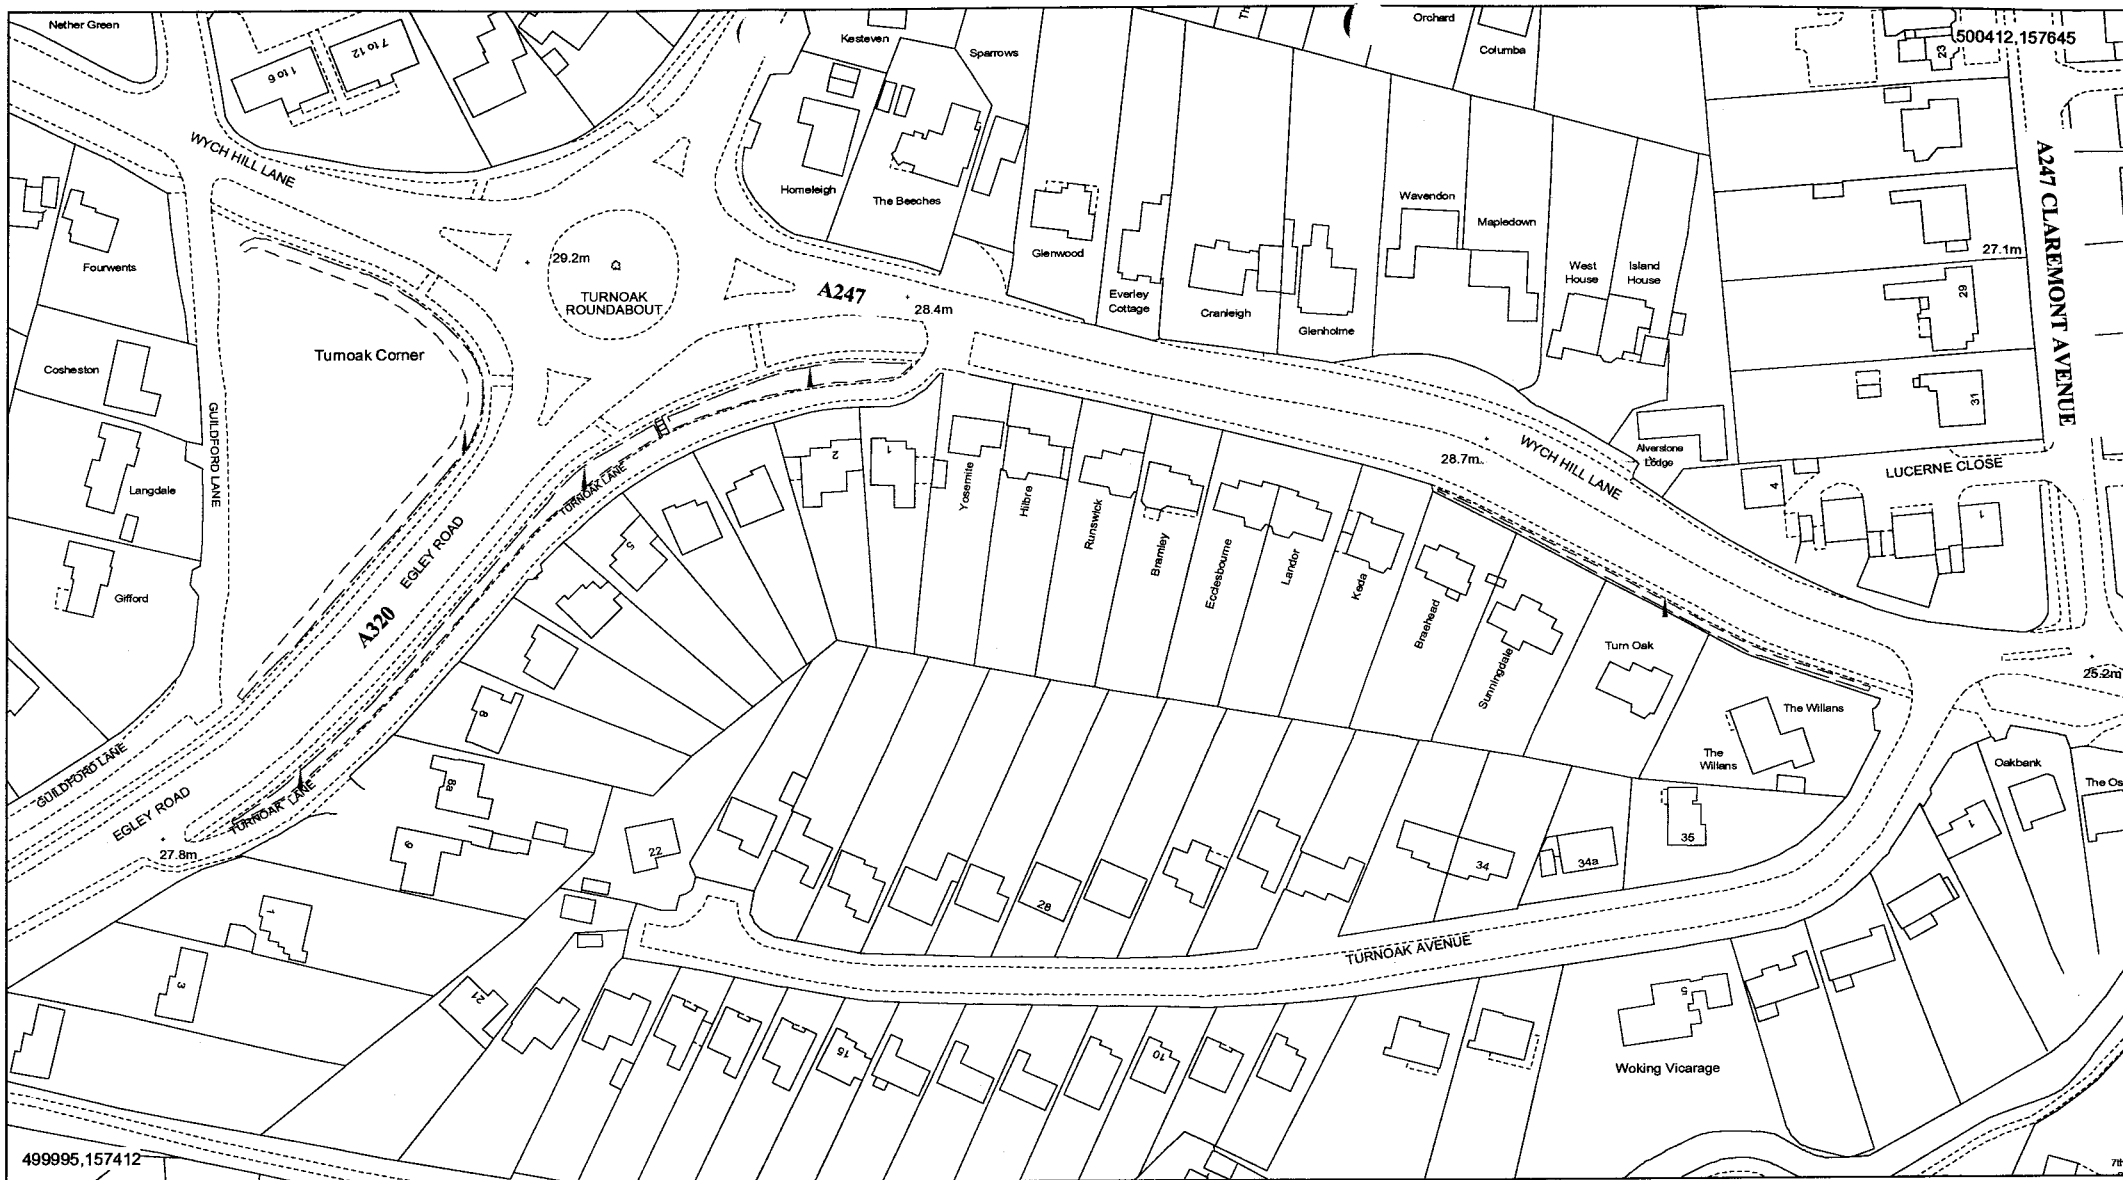 Nether Green
1 to 6
7 to 12
Kesteven
Sparrows
Orchard
Columba
23
500412,157645
WYCH HILL LANE
Fourwents
Homeleigh
The Beeches
Glenwood
Everley
Cottage
Cranleigh
Glenholme
Wavendon
Mapledown
West
House
Island
House
27.1m
A247 CLAREMONT AVENUE
29
31
29.2m
TURNOAK
ROUNDABOUT
A247
28.4m
Turnoak Corner
Cosheston
GUILDFORD LANE
Langdale
Gifford
EGLEY ROAD
A320
TURNOAK LANE
2
1
Yosemite
Hilbre
Runswick
Bramley
Ecclesbourne
Landor
Keda
Braehead
Sunningdale
28.7m
WYCH HILL LANE
Alverstone
Lodge
LUCERNE CLOSE
4
1
5
Turn Oak
25.2m
The Willans
The
Willans
Oakbank
The Os
8
8a
9
GUILDFORD LANE
EGLEY ROAD
TURNOAK LANE
27.8m
22
28
34
34a
35
1
TURNOAK AVENUE
1
3
21
15
10
5
Woking Vicarage
499995,157412
7th